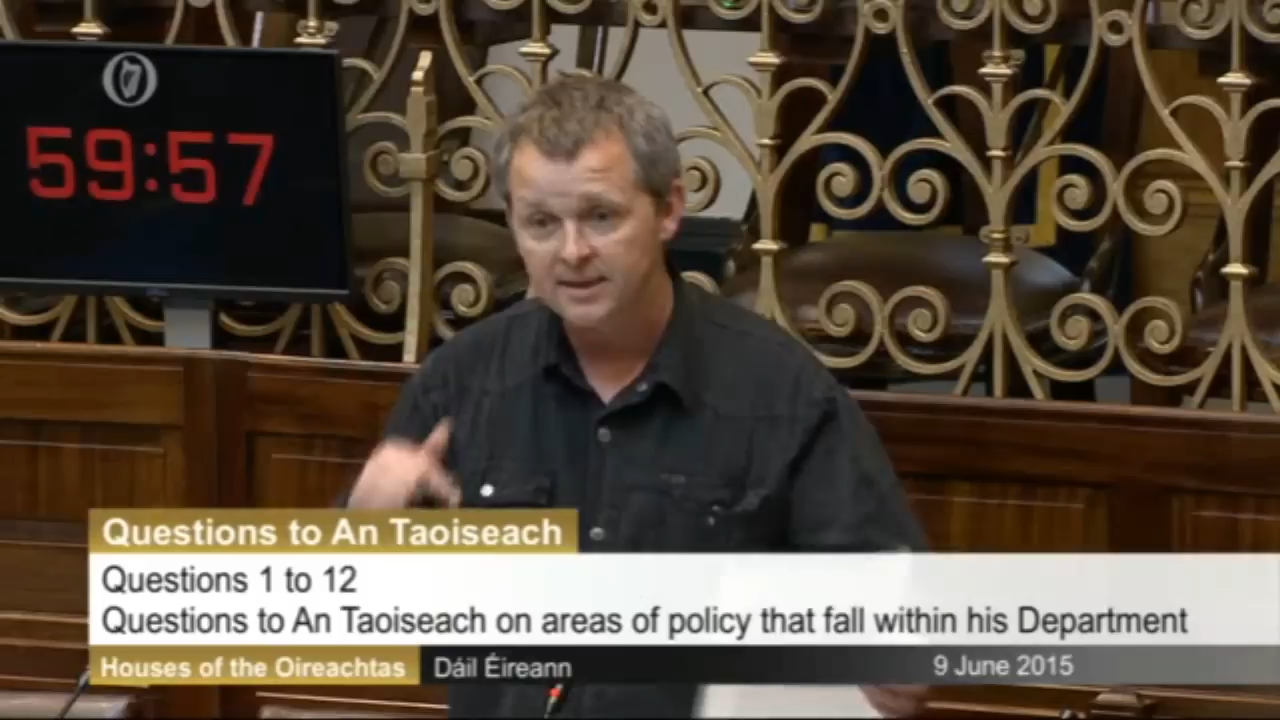 59:57
Questions to An Taoiseach
Questions 1 to 12
Questions to An Taoiseach on areas of policy that fall within his Department
Houses of the Oireachtas
Dáil Éireann
9 June 2015